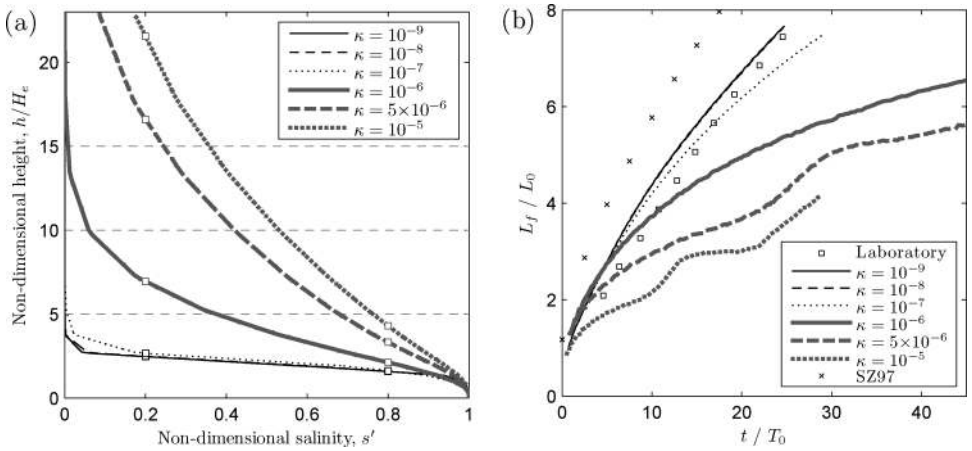 (a)
20
15
10
5
0
Non-dimensional height, h/H_e
0
0.2
0.4
0.6
0.8
1
Non-dimensional salinity, s′
κ = 10⁻⁹
κ = 10⁻⁸
κ = 10⁻⁷
κ = 10⁻⁶
κ = 5×10⁻⁶
κ = 10⁻⁵
(b)
8
6
4
2
0
L_f / L_0
0
10
20
30
40
t / T_0
Laboratory
κ = 10⁻⁹
κ = 10⁻⁸
κ = 10⁻⁷
κ = 10⁻⁶
κ = 5×10⁻⁶
κ = 10⁻⁵
SZ97